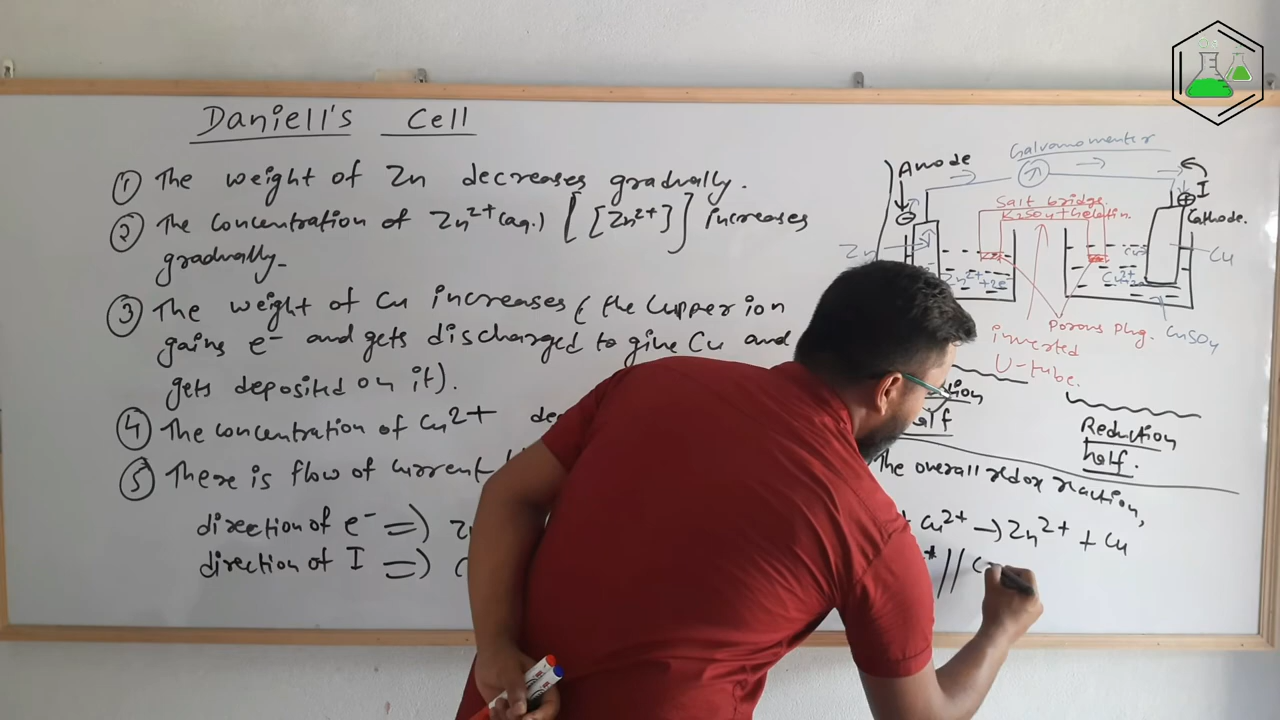 Daniell's Cell
① The weight of Zn decreases gradually.
② The Concentration of Zn²⁺(aq.) [[Zn²⁺]] increases
gradually.
③ The weight of Cu increases ( the Cupper ion
gains e⁻ and gets discharged to give Cu and
gets deposited on it).
④ The concentration of Cu²⁺
⑤ There is flow of current
direction of e⁻ ⇒)
direction of I ⇒)
Galvanometer
Anode
I
Salt bridge
K₂SO₄ + Gelatin.
Cathode.
Zn
Cu
Zn²⁺ + 2e⁻
Cu²⁺
Porous plug.
CuSO₄
inverted
U-tube.
Reduction
half.
The overall redox reaction,
Cu²⁺ → Zn²⁺ + Cu
//